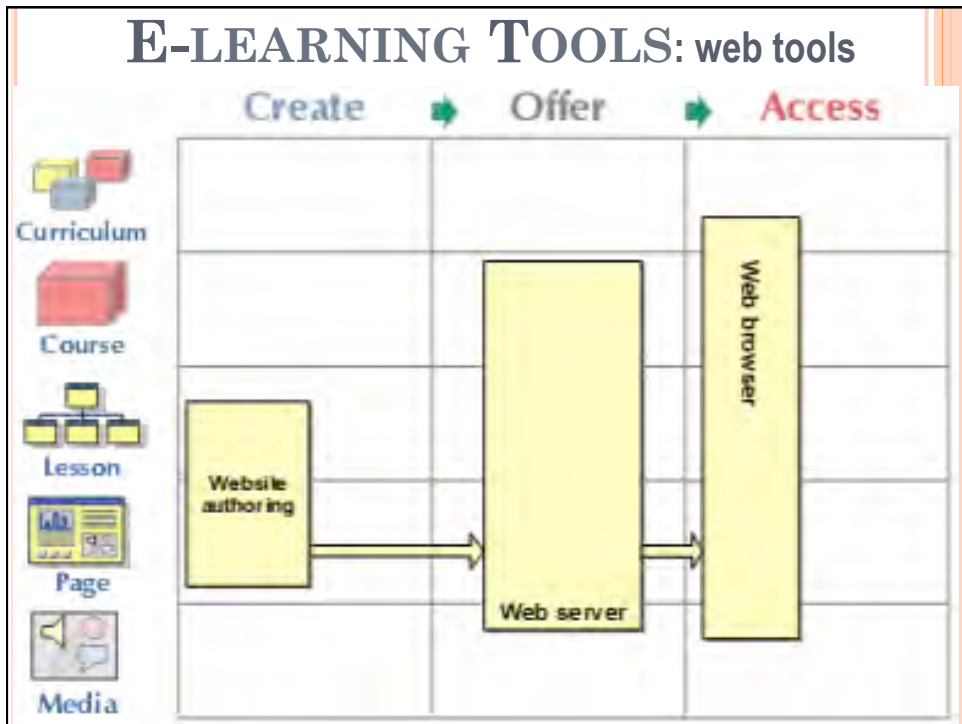 E-LEARNING TOOLS: web tools
Create Offer Access
Curriculum
Course
Lesson
Page
Media
Website
authoring
Web server
Web browser